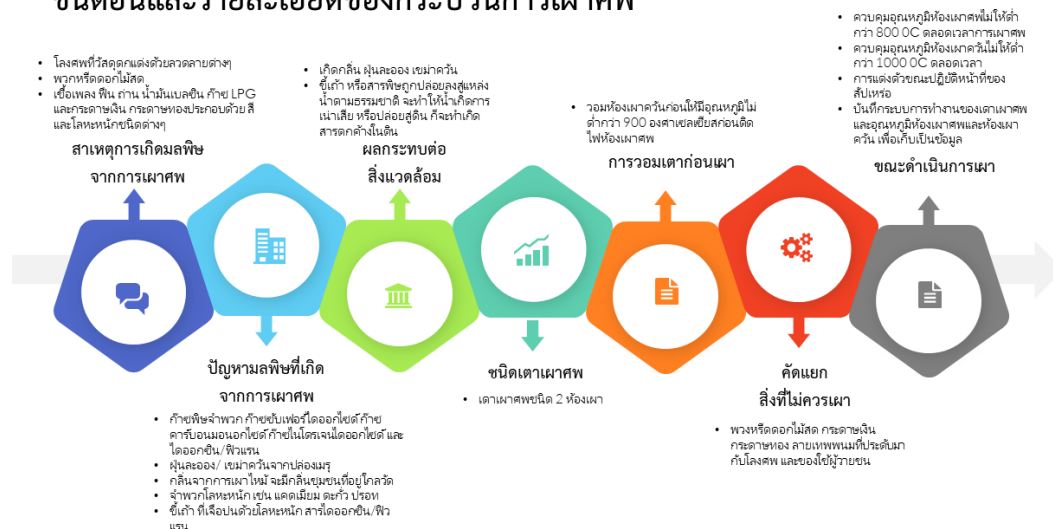 ขั้นตอนและรายละเอียดของกระบวนการเผาศพ
• โลงศพที่วัสดุตกแต่งด้วยลวดลายต่างๆ
• พวกหรีดดอกไม้สด
• เชื้อเพลง ฟืน ถ่าน น้ำมันเบลซิน ก๊าซ LPG
และกระดาษเงิน กระดาษทองประกอบด้วย สี
และโลหะหนักชนิดต่างๆ
สาเหตุการเกิดมลพิษ
จากการเผาศพ
ปัญหามลพิษที่เกิด
จากการเผาศพ
• ก๊าซพิษจำพวก ก๊าซซับเฟอร์ไดออกไซด์ ก๊าซ
คาร์บอนมอนอกไซด์ ก๊าซไนโตรเจนไดออกไซด์ และ
ไดออกซิน/ฟิวแรน
• ฝุ่นละออง/ เขม่าควันจากปล่องเมรุ
• กลิ่นจากการเผาไหม้ จะมีกลิ่นชุมชนที่อยู่ใกลวัด
• จำพวกโลหะหนัก เช่น แคดเมียม ตะกั่ว ปรอท
• ขี้เถ้า ที่เจือปนด้วยโลหะหนัก สารไดออกซิน/ฟิว
แรน
• เกิดกลิ่น ฝุ่นละออง เขม่าควัน
• ขี้เถ้า หรือสารพิษถูกปล่อยลงสู่แหล่ง
น้ำตามธรรมชาติ จะทำให้น้ำเกิดการ
เน่าเสีย หรือปล่อยสู่ดิน ก็จะทำเกิด
สารตกค้างในดิน
ผลกระทบต่อ
สิ่งแวดล้อม
ชนิดเตาเผาศพ
• เตาเผาศพชนิด 2 ห้องเผา
• วอมห้องเผาควันก่อนให้มีอุณหภูมิไม่
ต่ำกว่า 900 องศาเซลเซียสก่อนติด
ไฟห้องเผาศพ
การวอมเตาก่อนเผา
คัดแยก
สิ่งที่ไม่ควรเผา
• พวงหรีดดอกไม้สด กระดาษเงิน
กระดาษทอง ลายเทพพนมที่ประดับมา
กับโลงศพ และของใช้ผู้วายชน
• ควบคุมอุณหภูมิห้องเผาศพไม่ให้ต่ำ
กว่า 800 0C ตลอดเวลาการเผาศพ
• ควบคุมอุณหภูมิห้องเผาควันไม่ให้ต่ำ
กว่า 1000 0C ตลอดเวลา
• การแต่งตัวขณะปฏิบัติหน้าที่ของ
สัปเหร่อ
• บันทึกระบบการทำงานของเตาเผาศพ
และอุณหภูมิห้องเผาศพและห้องเผา
ควัน เพื่อเก็บเป็นข้อมูล
ขณะดำเนินการเผา